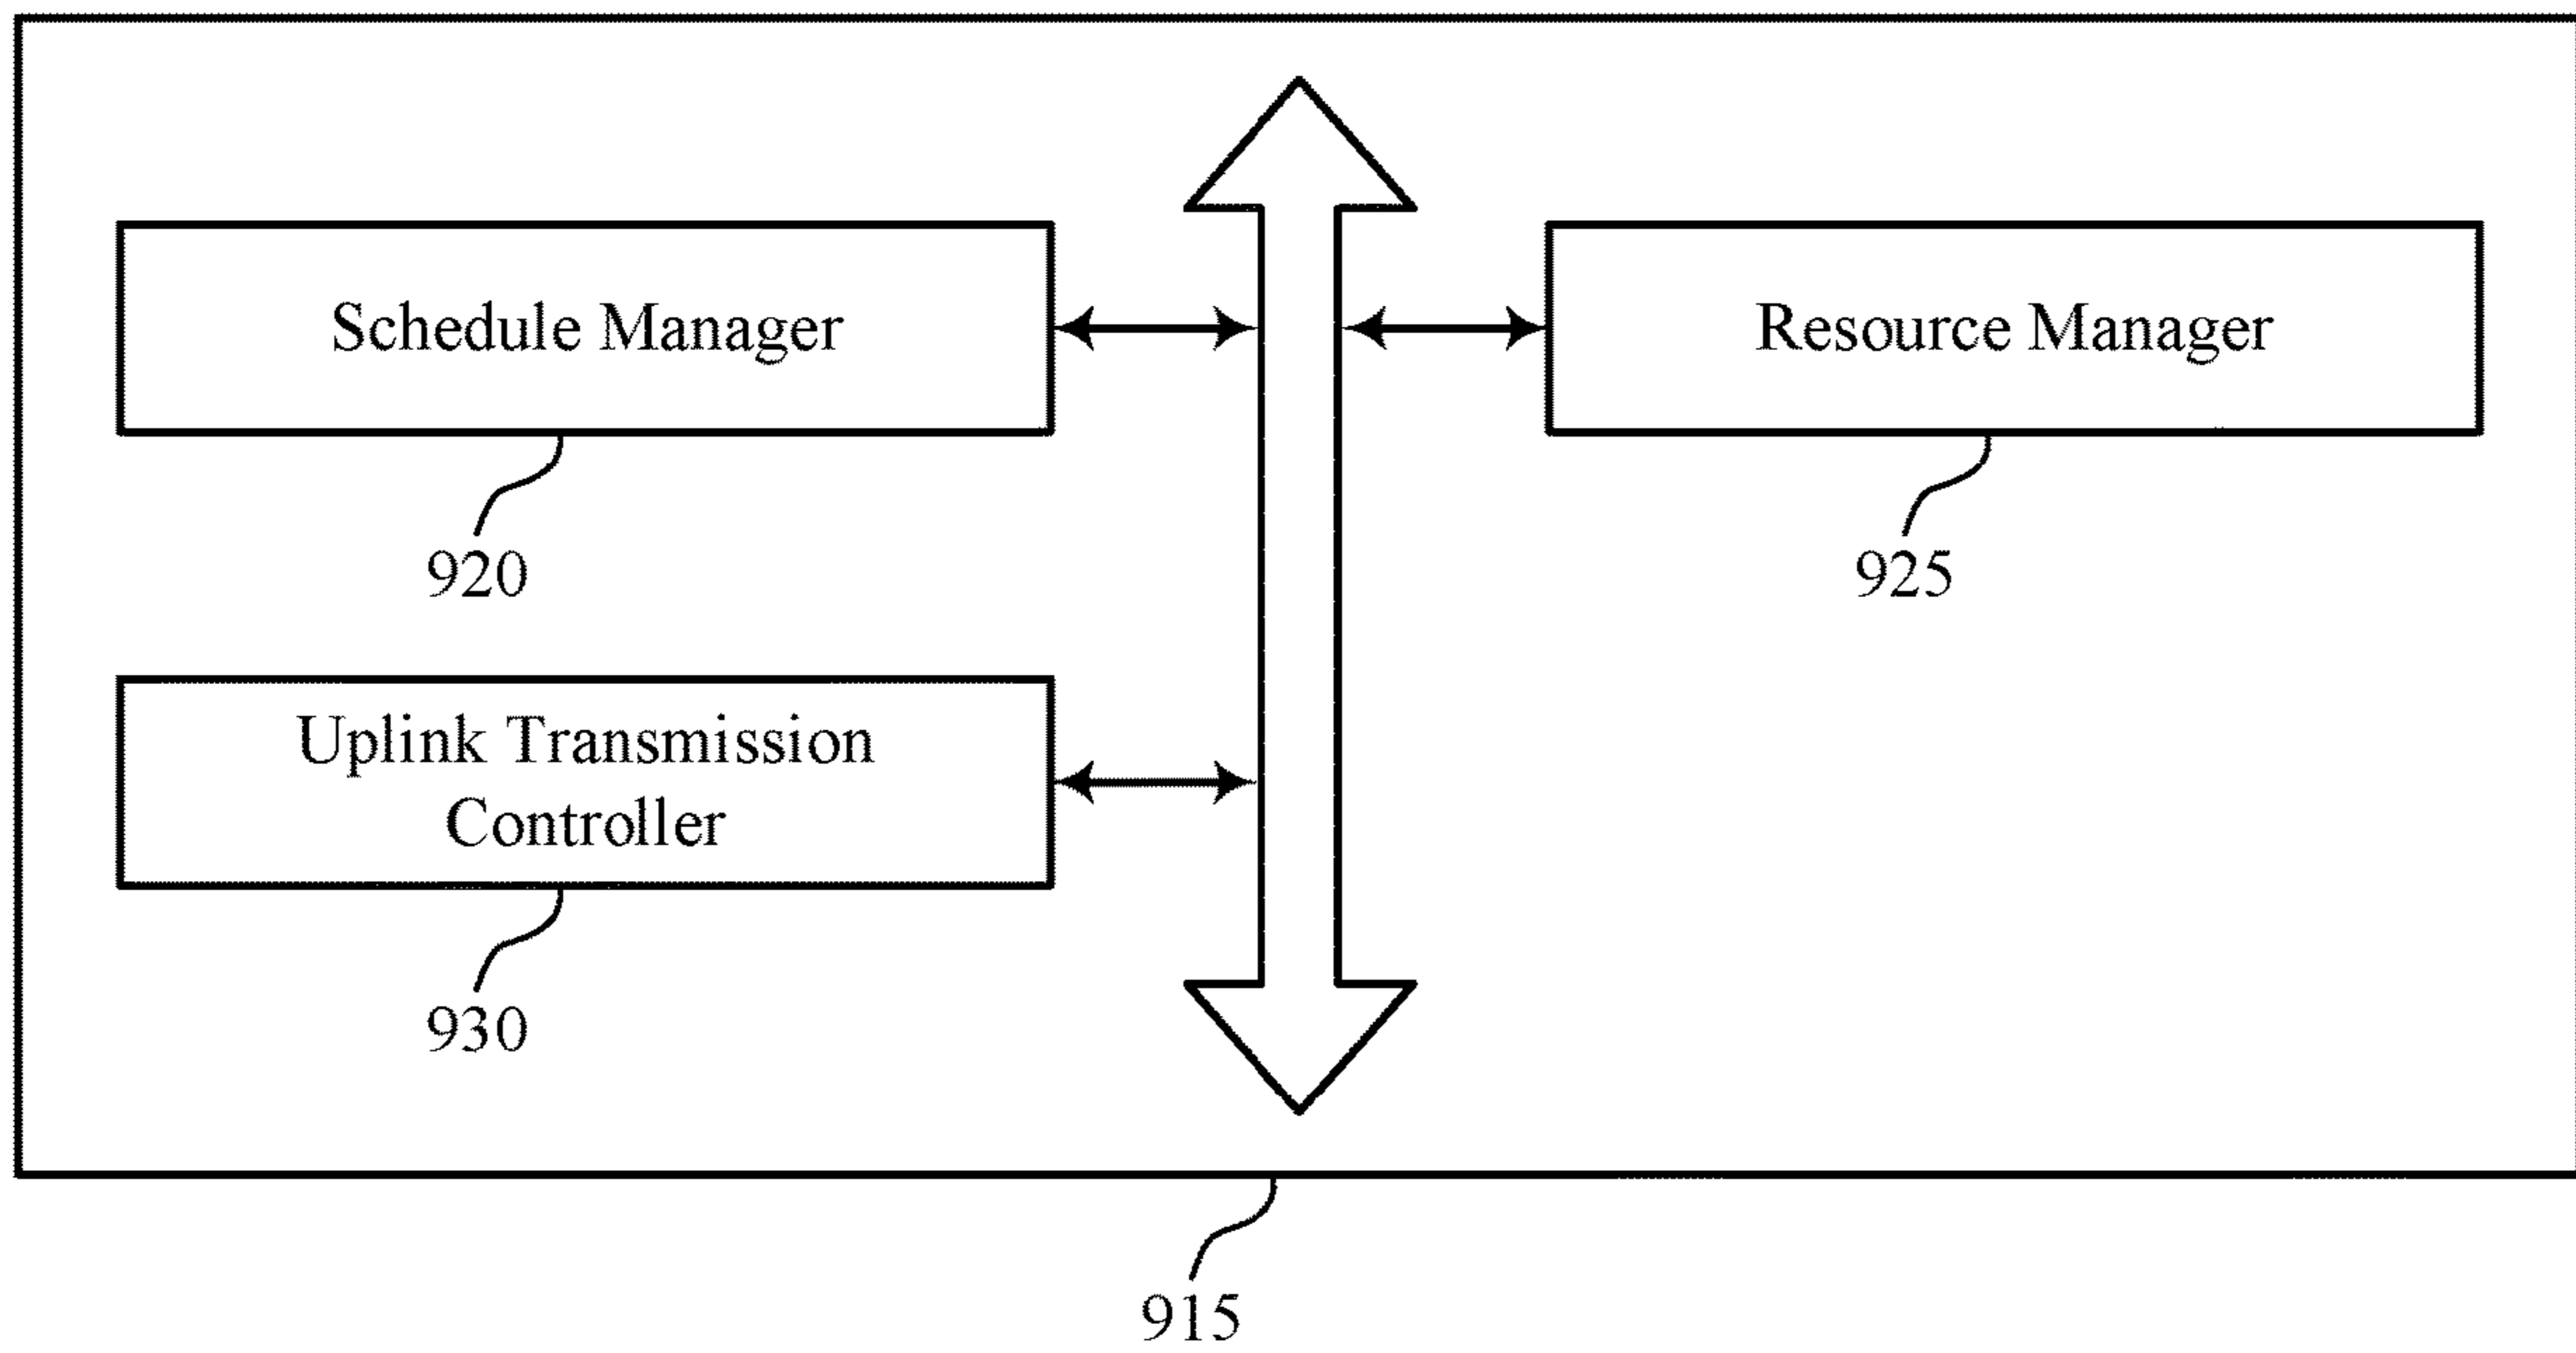 Schedule Manager
920
Resource Manager
925
Uplink Transmission
Controller
930
915